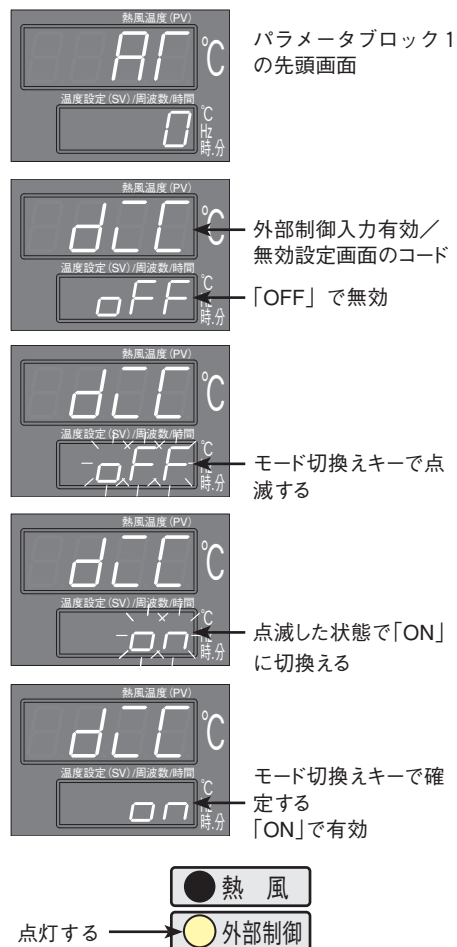 熱風温度(PV)
AT
℃
パラメータブロック1
の先頭画面
温度設定(SV)/周波数/時間
0
℃
Hz
時.分
熱風温度(PV)
dIC
℃
外部制御入力有効／
無効設定画面のコード
温度設定(SV)/周波数/時間
oFF
℃
時.分
「OFF」で無効
熱風温度(PV)
dIC
℃
温度設定(SV)/周波数/時間
oFF
℃
時.分
モード切換えキーで点
滅する
熱風温度(PV)
dIC
℃
温度設定(SV)/周波数/時間
on
℃
時.分
点滅した状態で「ON」
に切換える
熱風温度(PV)
dIC
℃
温度設定(SV)/周波数/時間
on
℃
時.分
モード切換えキーで確
定する
「ON」で有効
熱 風
点灯する
外部制御